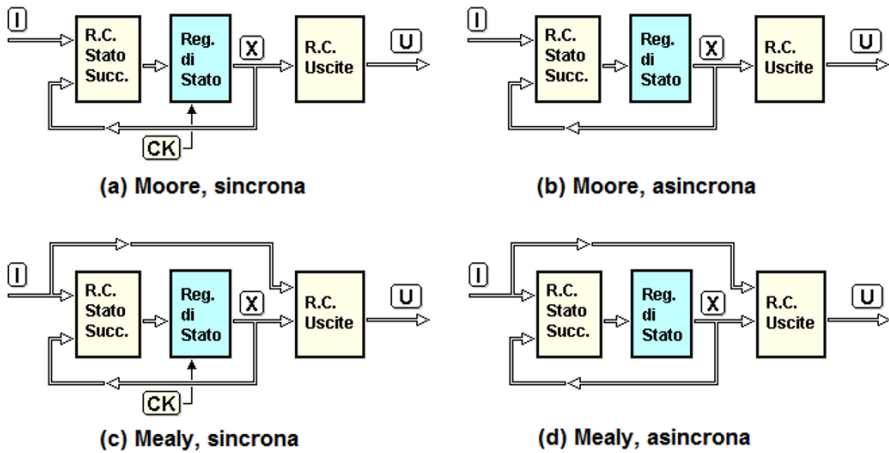 I
R.C.
Stato
Succ.
Reg.
di
Stato
X
R.C.
Uscite
U
CK
(a) Moore, sincrona
I
R.C.
Stato
Succ.
Reg.
di
Stato
X
R.C.
Uscite
U
(b) Moore, asincrona
I
R.C.
Stato
Succ.
Reg.
di
Stato
X
R.C.
Uscite
U
CK
(c) Mealy, sincrona
I
R.C.
Stato
Succ.
Reg.
di
Stato
X
R.C.
Uscite
U
(d) Mealy, asincrona